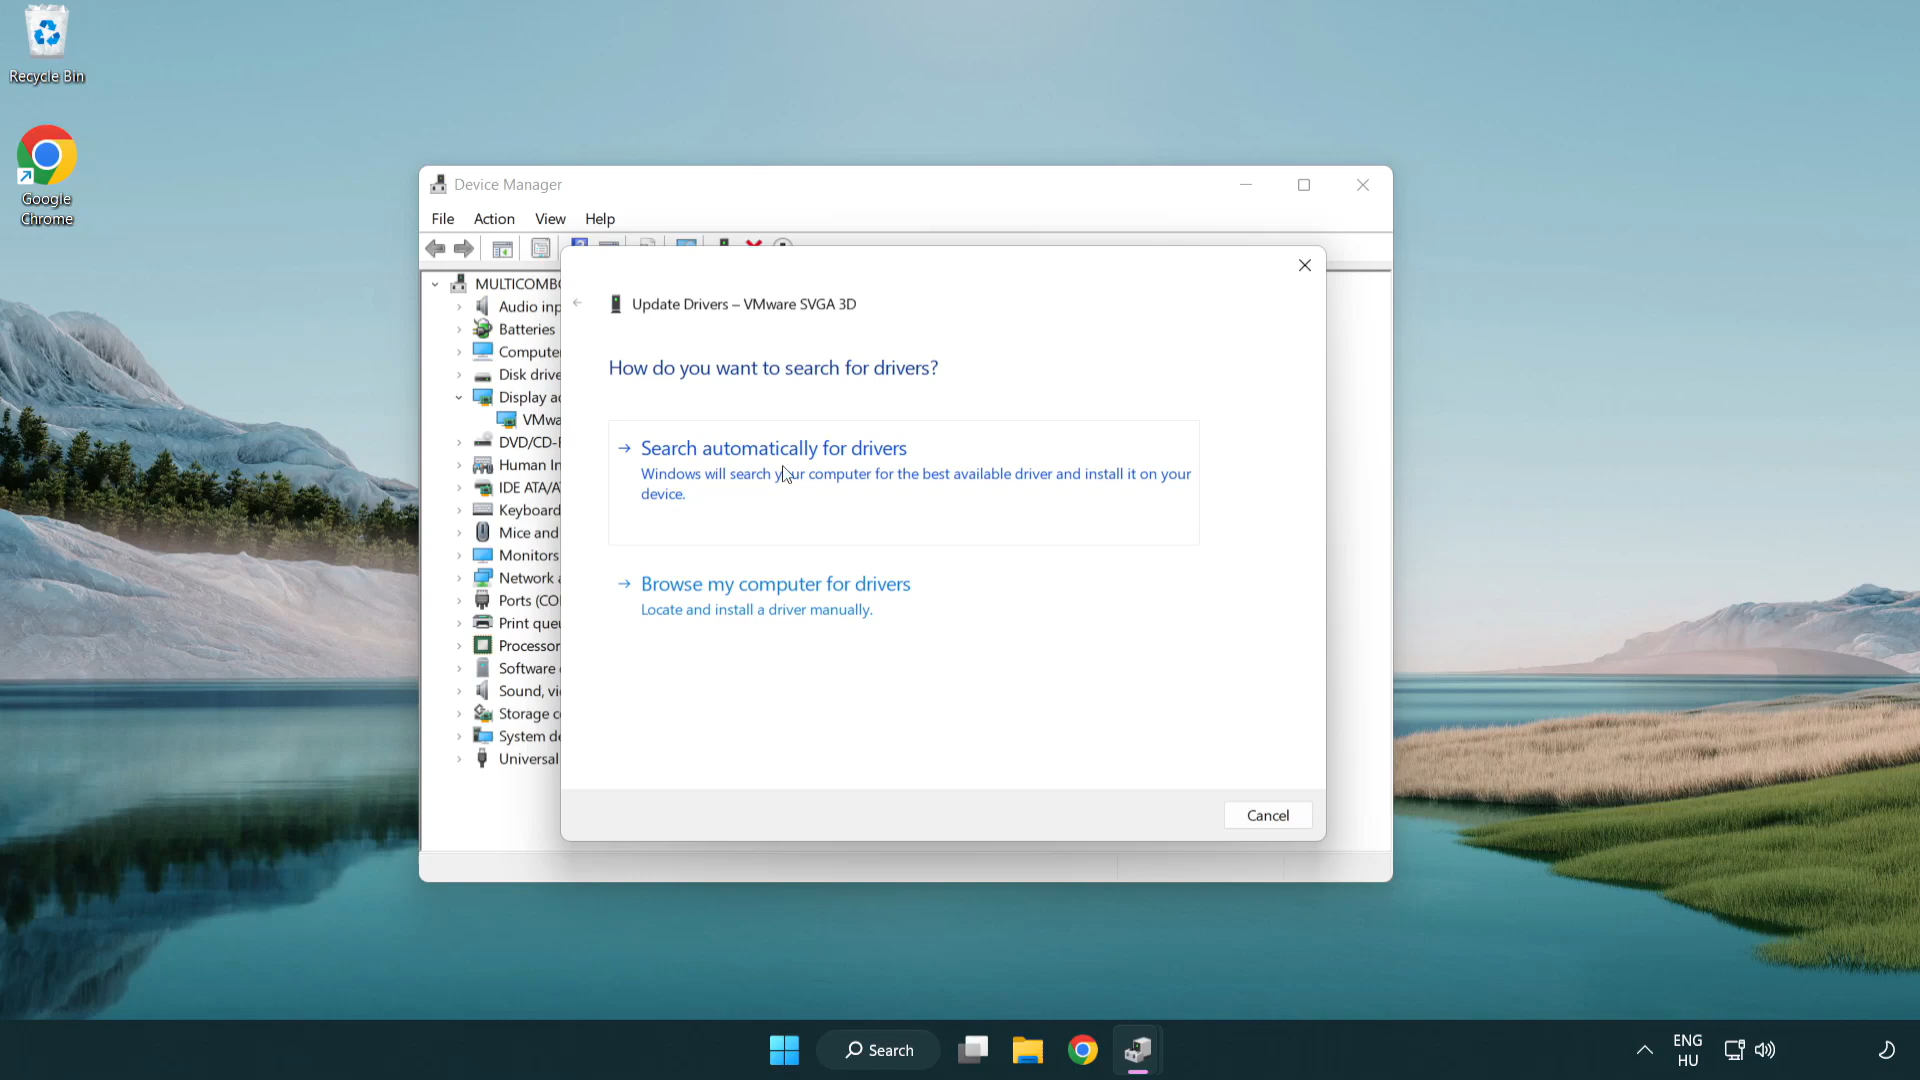 Recycle Bin
Google
Chrome
Device Manager
File Action View Help
MULTICOMB
Audio inp
Batteries
Compute
Disk drive
Display a
VMwa
DVD/CD-
Human In
IDE ATA/A
Keyboard
Mice and
Monitors
Network
Ports (CO
Print que
Processor
Software
Sound, vi
Storage c
System de
Universal
Update Drivers – VMware SVGA 3D
How do you want to search for drivers?
Search automatically for drivers
Windows will search your computer for the best available driver and install it on your
device.
Browse my computer for drivers
Locate and install a driver manually.
Cancel
Search
ENG
HU